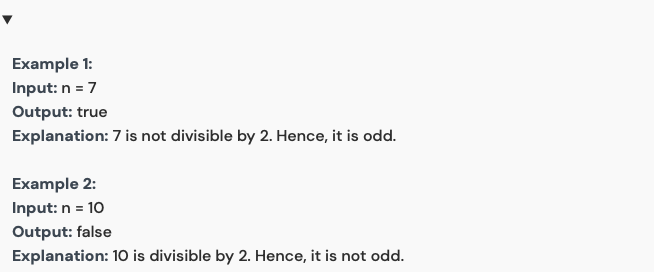 Example 1:
Input: n = 7
Output: true
Explanation: 7 is not divisible by 2. Hence, it is odd.
Example 2:
Input: n = 10
Output: false
Explanation: 10 is divisible by 2. Hence, it is not odd.